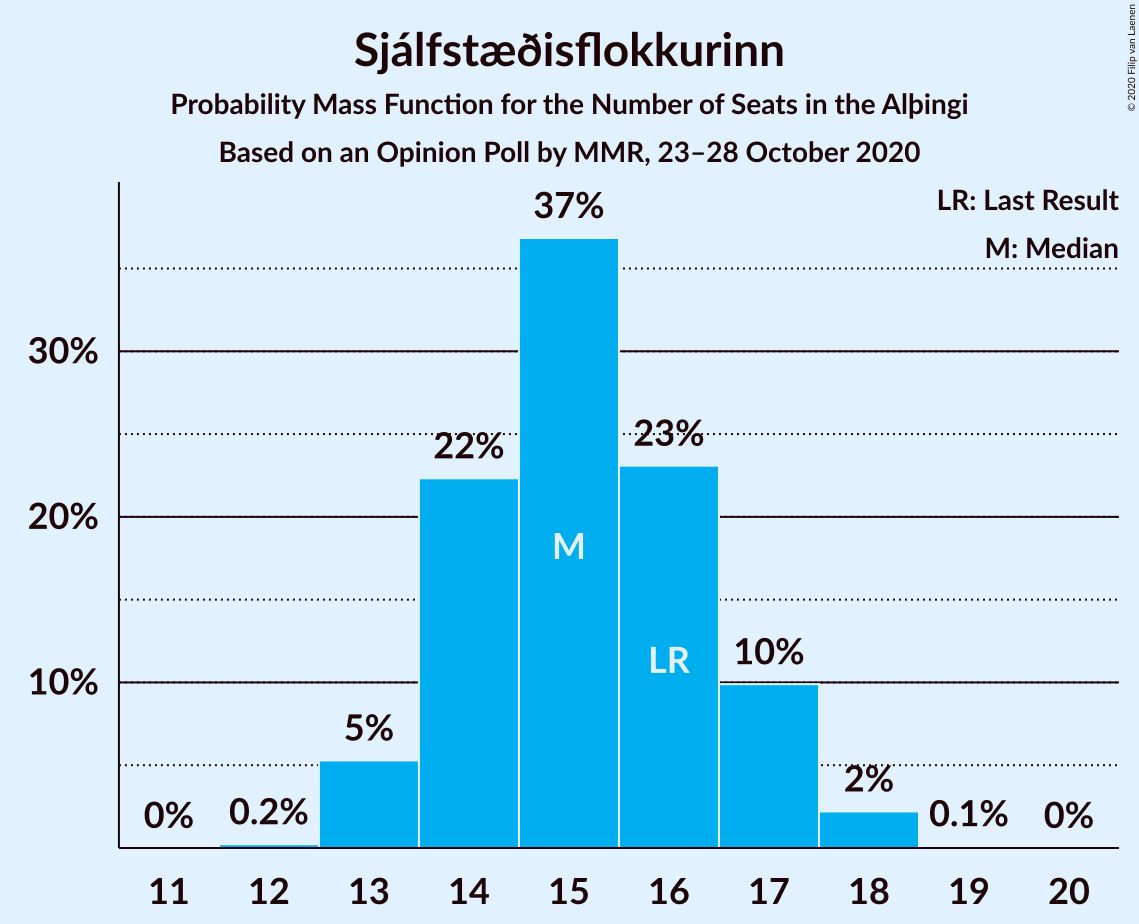 Sjálfstæðisflokkurinn
Probability Mass Function for the Number of Seats in the Alþingi
Based on an Opinion Poll by MMR, 23–28 October 2020
© 2020 Filip van Laenen
LR: Last Result
M: Median
37%
30%
22%
23%
20%
M
LR
10%
10%
5%
2%
0%
0.2%
0.1%
0%
11 12 13 14 15 16 17 18 19 20